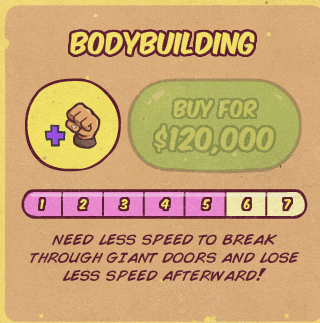 BODYBUILDING
BUY FOR
$120,000
1 2 3 4 5 6 7
NEED LESS SPEED TO BREAK
THROUGH GIANT DOORS AND LOSE
LESS SPEED AFTERWARD!